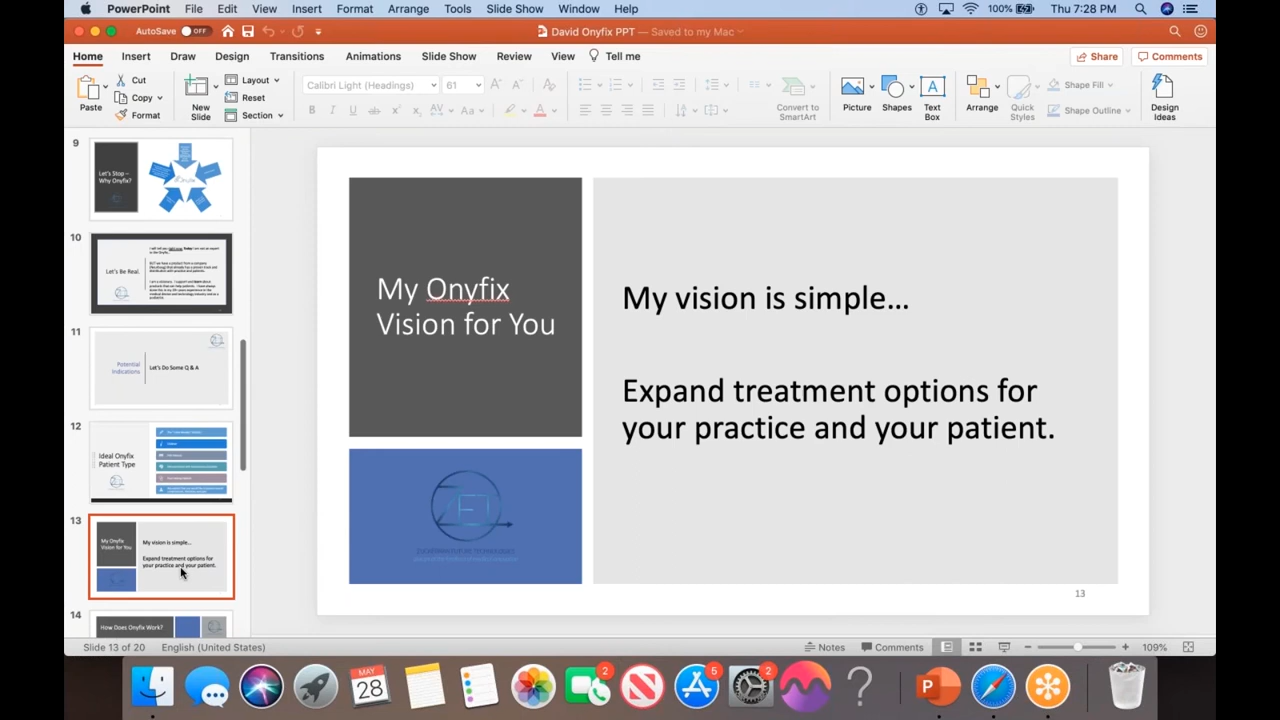 PowerPoint File Edit View Insert Format Arrange Tools Slide Show Window Help 100% Thu 7:28 PM
AutoSave OFF David Onyfix PPT — Saved to my Mac
Home Insert Draw Design Transitions Animations Slide Show Review View Tell me Share Comments
Paste
Cut
Copy
Format
New
Slide
Layout
Reset
Section
Calibri Light (Headings) 61
Convert to
SmartArt
Picture
Shapes
Text
Box
Arrange
Quick
Styles
Shape Fill
Shape Outline
Design
Ideas
9
Let's Stop –
Why Onyfix?
10
Let's Be Real.
11
Potential
Indications
Let's Do Some Q & A
12
Ideal Onyfix
Patient Type
13
My Onyfix
Vision for You
My vision is simple...
Expand treatment options for
your practice and your patient.
14
How Does Onyfix Work?
My Onyfix
Vision for You
My vision is simple...
Expand treatment options for
your practice and your patient.
13
Slide 13 of 20 English (United States) Notes Comments 109%
MAY
28
2
5
2
P